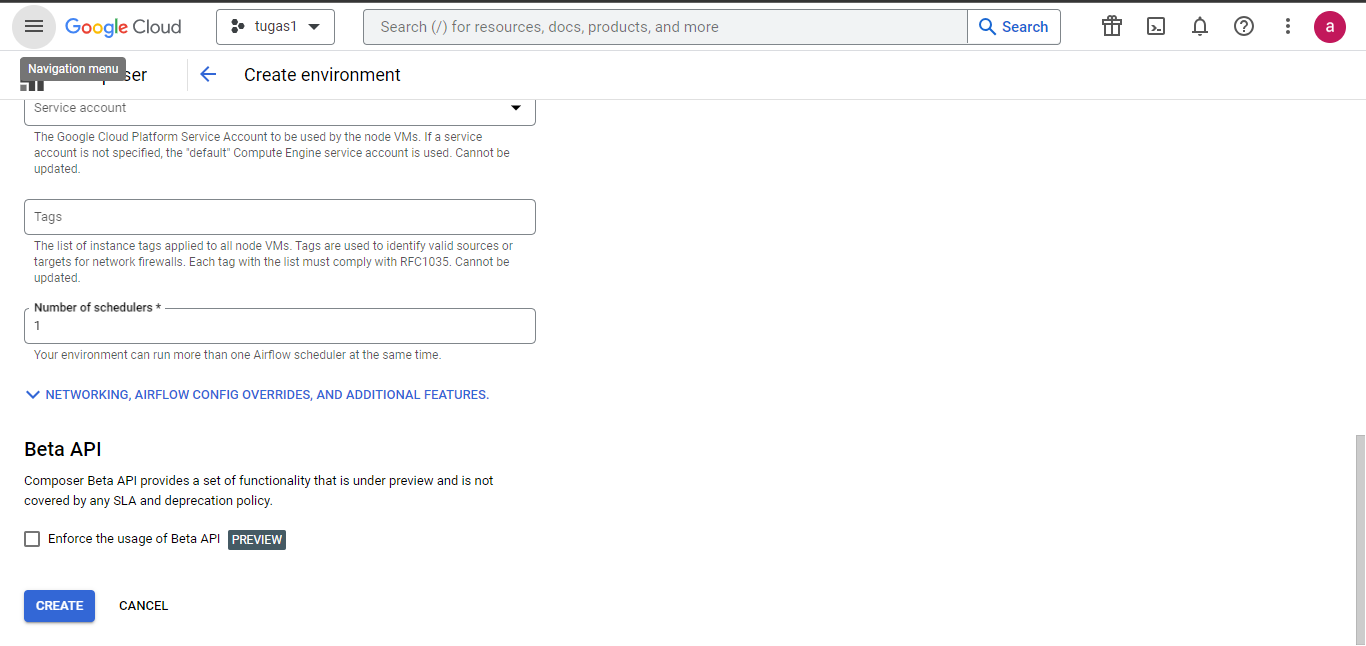 Google Cloud
tugas1
Search (/) for resources, docs, products, and more
Search
a
Navigation menu
Create environment
Service account
The Google Cloud Platform Service Account to be used by the node VMs. If a service
account is not specified, the "default" Compute Engine service account is used. Cannot be
updated.
Tags
The list of instance tags applied to all node VMs. Tags are used to identify valid sources or
targets for network firewalls. Each tag with the list must comply with RFC1035. Cannot be
updated.
Number of schedulers *
1
Your environment can run more than one Airflow scheduler at the same time.
NETWORKING, AIRFLOW CONFIG OVERRIDES, AND ADDITIONAL FEATURES.
Beta API
Composer Beta API provides a set of functionality that is under preview and is not
covered by any SLA and deprecation policy.
Enforce the usage of Beta API PREVIEW
CREATE CANCEL